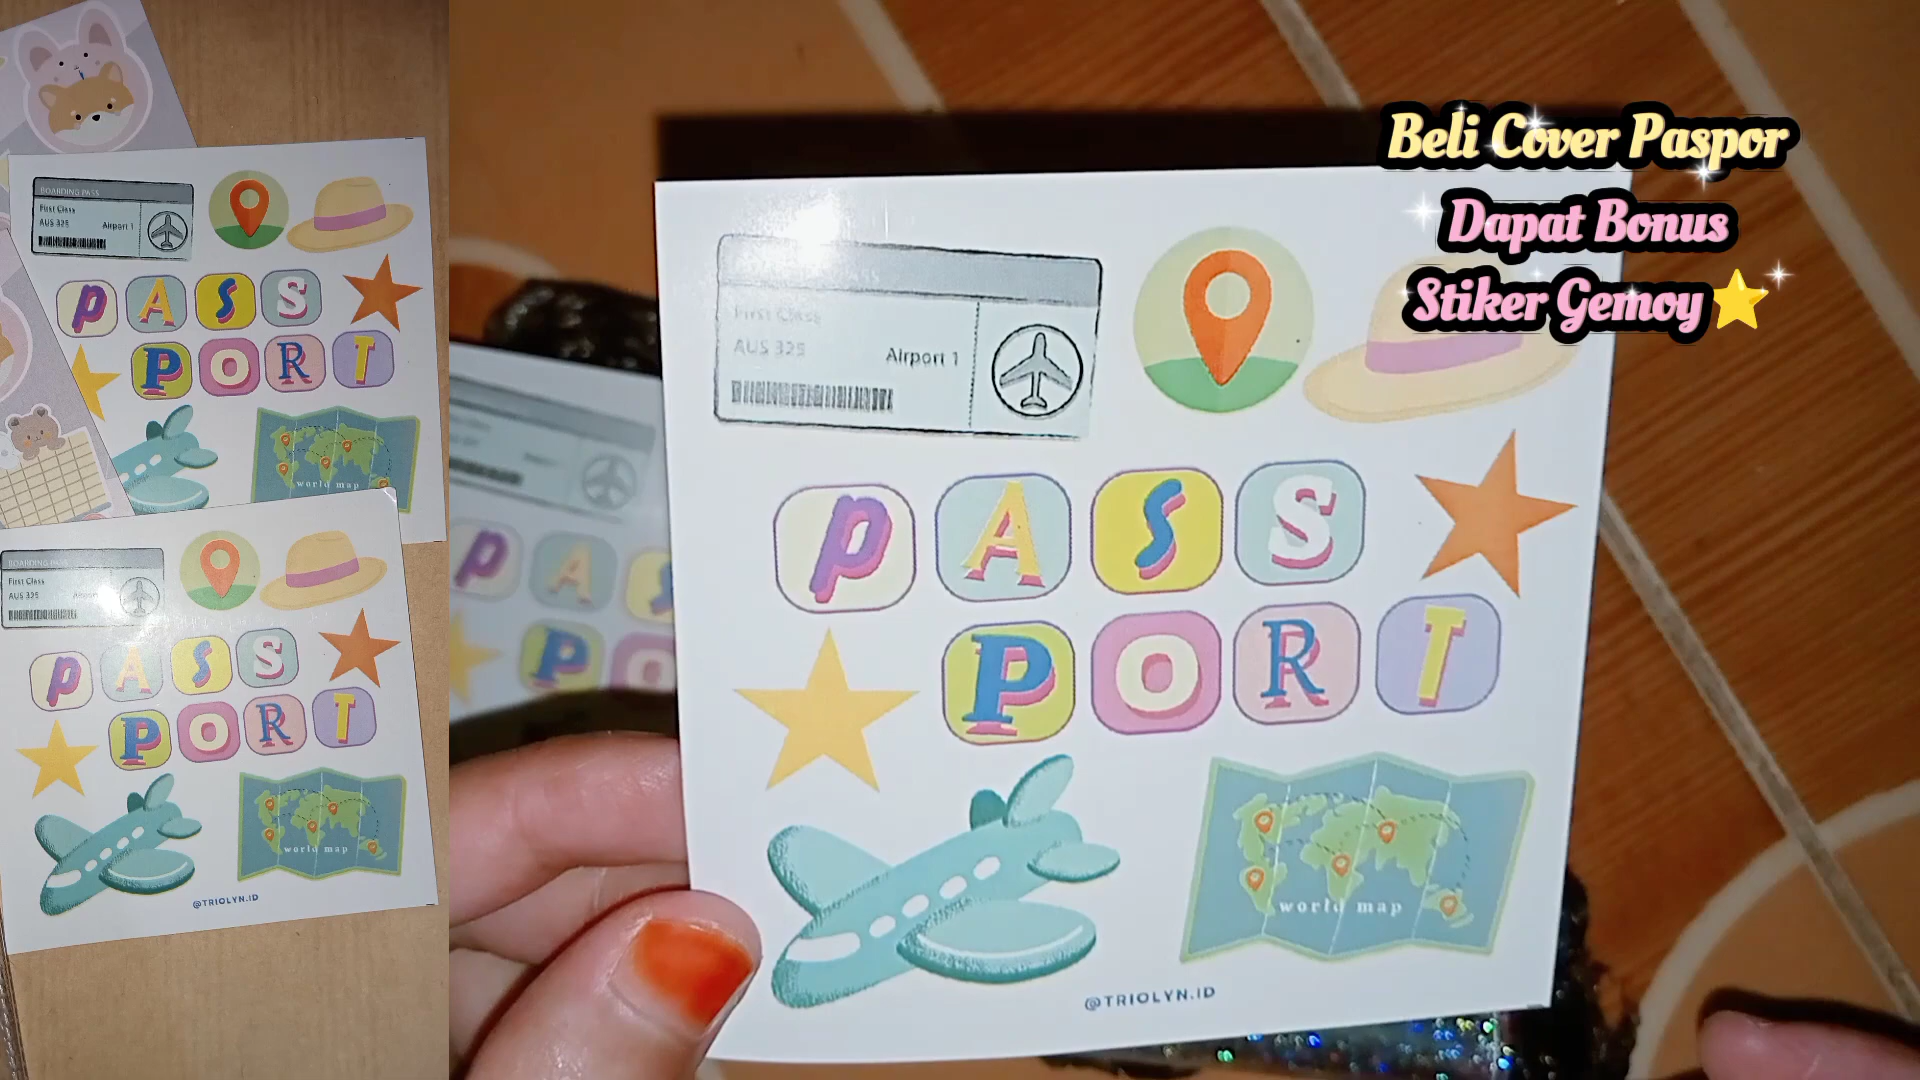 BOARDING PASS
First Class
AUS 325
Airport 1
PASS
PORT
world map
BOARDING PASS
First Class
AUS 325
PASS
PORT
world map
@TRIOLYN.ID
Beli Cover Paspor
Dapat Bonus
Stiker Gemoy
First Class
AUS 325
Airport 1
PASS
PORT
world map
@TRIOLYN.ID
PAS
PO